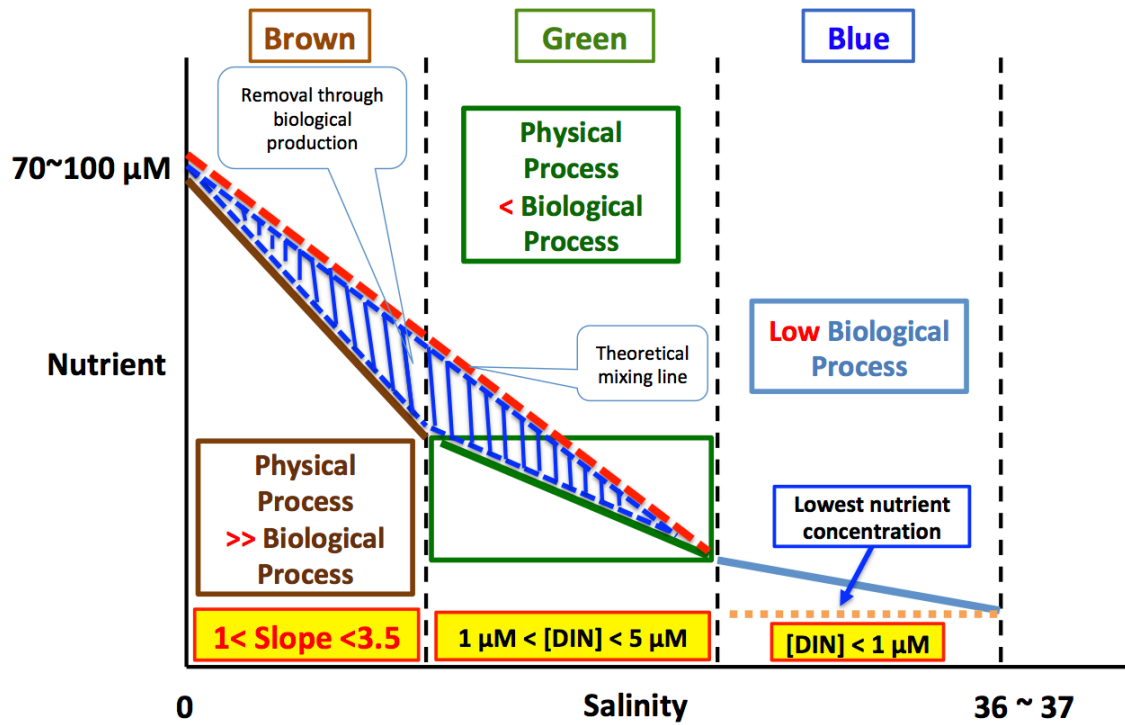 Brown
Green
Blue
Removal through
biological
production
Physical
Process
< Biological
Process
70~100 µM
Low Biological
Process
Theoretical
mixing line
Nutrient
Physical
Process
>> Biological
Process
Lowest nutrient
concentration
1< Slope <3.5
1 µM < [DIN] < 5 µM
[DIN] < 1 µM
0
Salinity
36 ~ 37